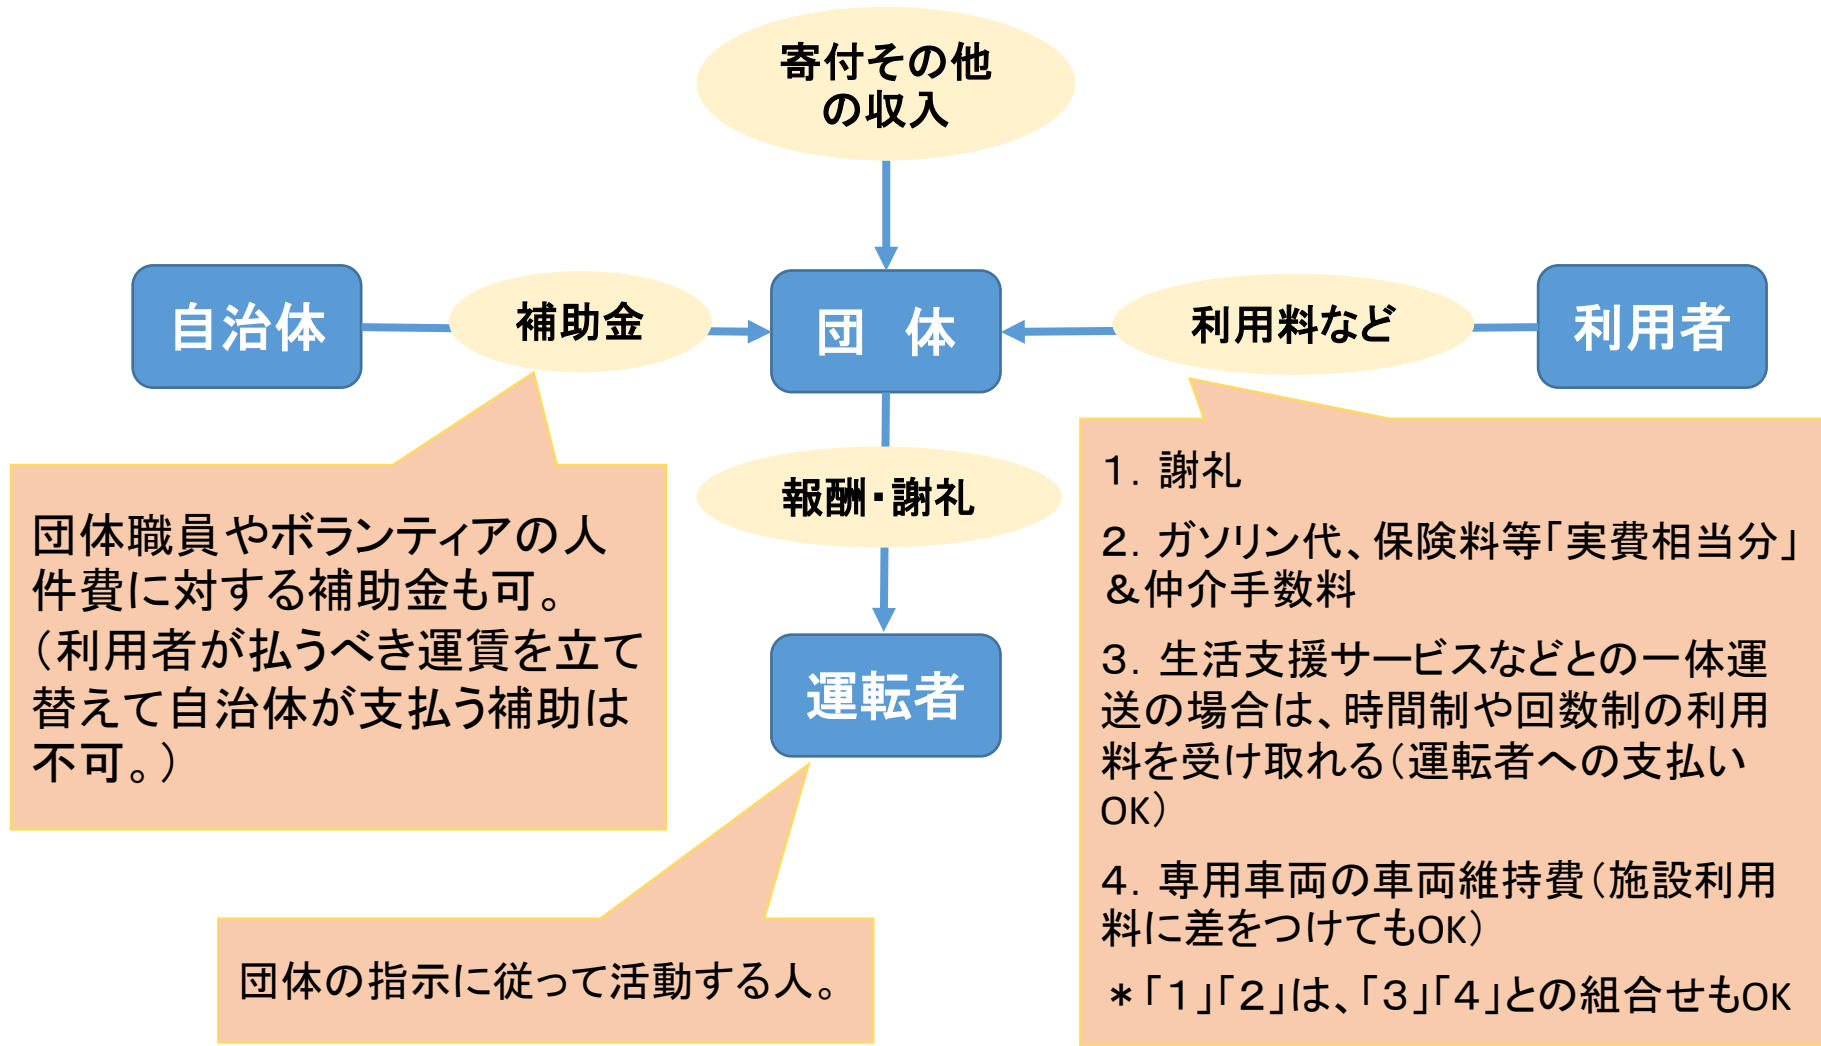 寄付その他
の収入
自治体
補助金
団　体
利用料など
利用者
報酬・謝礼
運転者
団体職員やボランティアの人
件費に対する補助金も可。
（利用者が払うべき運賃を立て
替えて自治体が支払う補助は
不可。）
団体の指示に従って活動する人。
１．謝礼
２．ガソリン代、保険料等「実費相当分」
＆仲介手数料
３．生活支援サービスなどとの一体運
送の場合は、時間制や回数制の利用
料を受け取れる（運転者への支払い
OK）
４．専用車両の車両維持費（施設利用
料に差をつけてもOK）
＊「１」「２」は、「３」「４」との組合せもOK